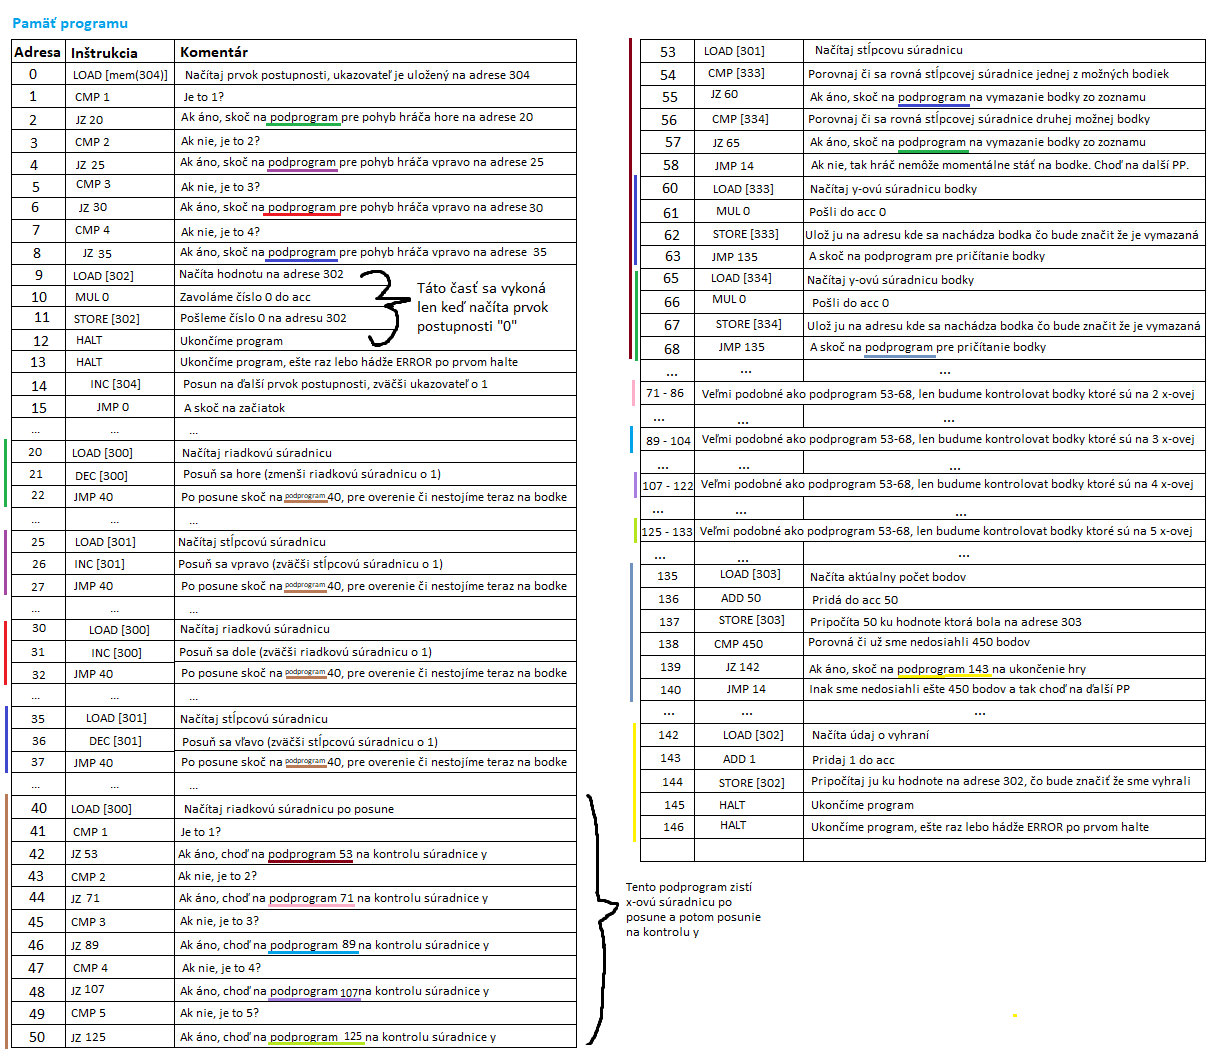 Pamäť programu
Adresa Inštrukcia Komentár
0 LOAD [mem(304)] Načítaj prvok postupnosti, ukazovateľ je uložený na adrese 304
1 CMP 1 Je to 1?
2 JZ 20 Ak áno, skoč na podprogram pre pohyb hráča hore na adrese 20
3 CMP 2 Ak nie, je to 2?
4 JZ 25 Ak áno, skoč na podprogram pre pohyb hráča vpravo na adrese 25
5 CMP 3 Ak nie, je to 3?
6 JZ 30 Ak áno, skoč na podprogram pre pohyb hráča vpravo na adrese 30
7 CMP 4 Ak nie, je to 4?
8 JZ 35 Ak áno, skoč na podprogram pre pohyb hráča vpravo 35
9 LOAD [302] Načíta hodnotu na adrese 302
10 MUL 0 Zavoláme číslo 0 do acc
11 STORE [302] Pošleme číslo 0 na adresu 302
12 HALT Ukončíme program
Táto časť sa vykoná
len keď načíta prvok
postupnosti "0"
13 HALT Ukončíme program, ešte raz lebo hádže ERROR po prvom halte
14 INC [304] Posun na ďalší prvok postupnosti, zväčši ukazovateľ o 1
15 JMP 0 A skoč na začiatok
... ... ...
20 LOAD [300] Načítaj riadkovú súradnicu
21 DEC [300] Posuň sa hore (zmenši riadkovú súradnicu o 1)
22 JMP 40 Po posune skoč na podprogram 40, pre overenie či nestojíme teraz na bodke
... ... ...
25 LOAD [301] Načítaj stĺpcovú súradnicu
26 INC [301] Posuň sa vpravo (zväčši stĺpcovú súradnicu o 1)
27 JMP 40 Po posune skoč na podprogram 40, pre overenie či nestojíme teraz na bodke
... ... ...
30 LOAD [300] Načítaj riadkovú súradnicu
31 INC [300] Posuň sa dole (zväčši riadkovú súradnicu o 1)
32 JMP 40 Po posune skoč na podprogram 40, pre overenie či nestojíme teraz na bodke
... ... ...
35 LOAD [301] Načítaj stĺpcovú súradnicu
36 DEC [301] Posuň sa vľavo (zväčši stĺpcovú súradnicu o 1)
37 JMP 40 Po posune skoč na podprogram 40, pre overenie či nestojíme teraz na bodke
... ... ...
40 LOAD [300] Načítaj riadkovú súradnicu po posune
41 CMP 1 Je to 1?
42 JZ 53 Ak áno, choď na podprogram 53 na kontrolu súradnice y
43 CMP 2 Ak nie, je to 2?
44 JZ 71 Ak áno, choď na podprogram 71 na kontrolu súradnice y
45 CMP 3 Ak nie, je to 3?
46 JZ 89 Ak áno, choď na podprogram 89 na kontrolu súradnice y
47 CMP 4 Ak nie, je to 4?
48 JZ 107 Ak áno, choď na podprogram 107 na kontrolu súradnice y
49 CMP 5 Ak nie, je to 5?
50 JZ 125 Ak áno, choď na podprogram 125 na kontrolu súradnice y
Tento podprogram zistí
x-ovú súradnicu po
posune a potom posunie
na kontrolu y
53 LOAD [301] Načítaj stĺpcovu súradnicu
54 CMP [333] Porovnaj či sa rovná stĺpcovej súradnice jednej z možných bodiek
55 JZ 60 Ak áno, skoč na podprogram na vymazanie bodky zo zoznamu
56 CMP [334] Porovnaj či sa rovná stĺpcovej súradnice druhej možnej bodky
57 JZ 65 Ak áno, skoč na podprogram na vymazanie bodky zo zoznamu
58 JMP 14 Ak nie, tak hráč nemôže momentálne stáť na bodke. Choď na další PP.
60 LOAD [333] Načítaj y-ovú súradnicu bodky
61 MUL 0 Pošli do acc 0
62 STORE [333] Ulož ju na adresu kde sa nachádza bodka čo bude značit že je vymazaná
63 JMP 135 A skoč na podprogram pre pričítanie bodky
65 LOAD [334] Načítaj y-ovú súradnicu bodky
66 MUL 0 Pošli do acc 0
67 STORE [334] Ulož ju na adresu kde sa nachádza bodka čo bude značit že je vymazaná
68 JMP 135 A skoč na podprogram pre pričítanie bodky
... ... ...
71 - 86 Veľmi podobné ako podprogram 53-68, len budume kontrolovat bodky ktoré sú na 2 x-ovej
... ... ...
89 - 104 Veľmi podobné ako podprogram 53-68, len budume kontrolovat bodky ktoré sú na 3 x-ovej
... ... ...
107 - 122 Veľmi podobné ako podprogram 53-68, len budume kontrolovat bodky ktoré sú na 4 x-ovej
... ... ...
125 - 133 Veľmi podobné ako podprogram 53-68, len budume kontrolovat bodky ktoré sú na 5 x-ovej
... ... ...
135 LOAD [303] Načíta aktúalny počet bodov
136 ADD 50 Pridá do acc 50
137 STORE [303] Pripočíta 50 ku hodnote ktorá bola na adrese 303
138 CMP 450 Porovná či už sme nedosiahli 450 bodov
139 JZ 142 Ak áno, skoč na podprogram 143 na ukončenie hry
140 JMP 14 Inak sme nedosiahli ešte 450 bodov a tak choď na ďalší PP
... ... ...
142 LOAD [302] Načíta údaj o vyhraní
143 ADD 1 Pridaj 1 do acc
144 STORE [302] Pripočítaj ju ku hodnote na adrese 302, čo bude značiť že sme vyhrali
145 HALT Ukončíme program
146 HALT Ukončíme program, ešte raz lebo hádže ERROR po prvom halte